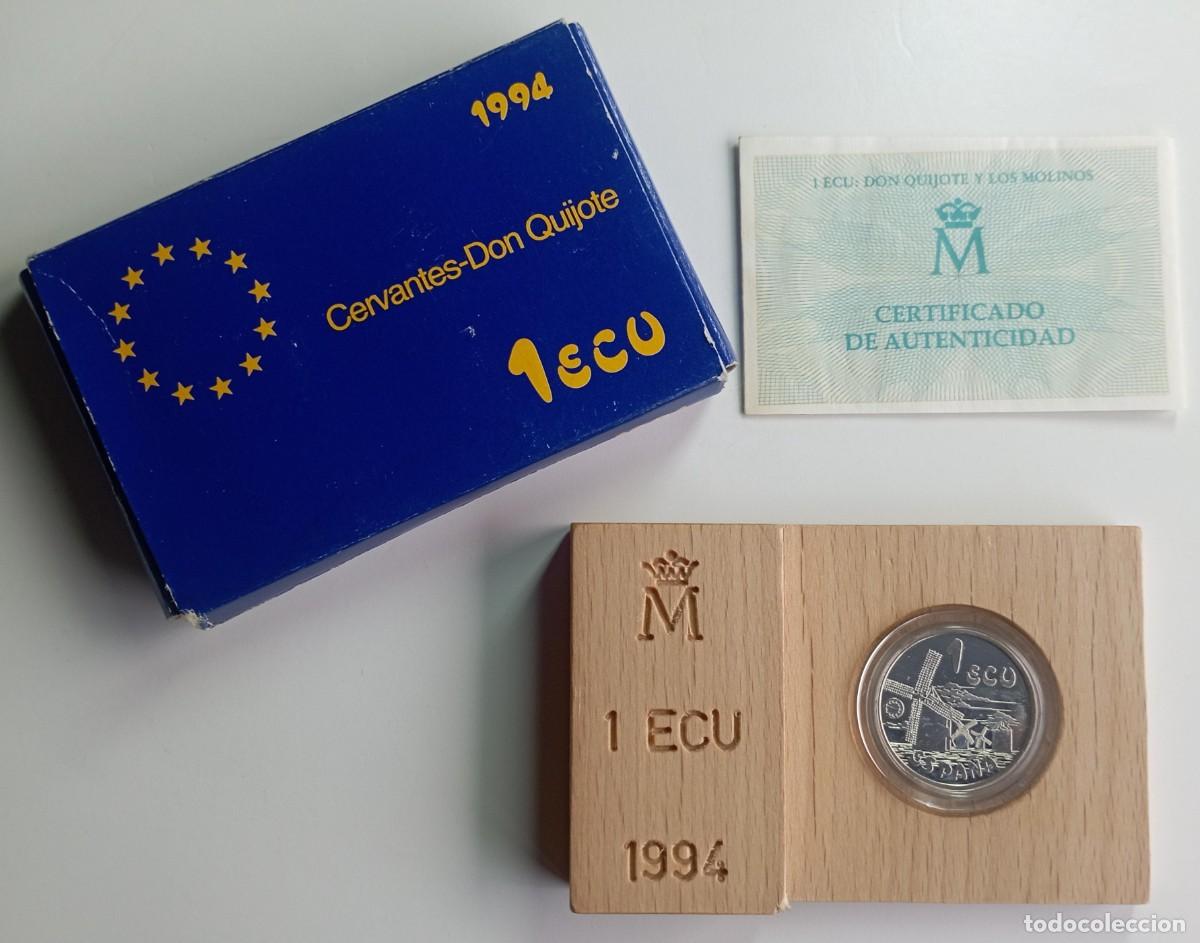 1994
Cervantes-Don Quijote
1 ECU
1 ECU: DON QUIJOTE Y LOS MOLINOS
M
CERTIFICADO
DE AUTENTICIDAD
M
1 ECU
1994
1 ECU
ESPAÑA
todocoleccion